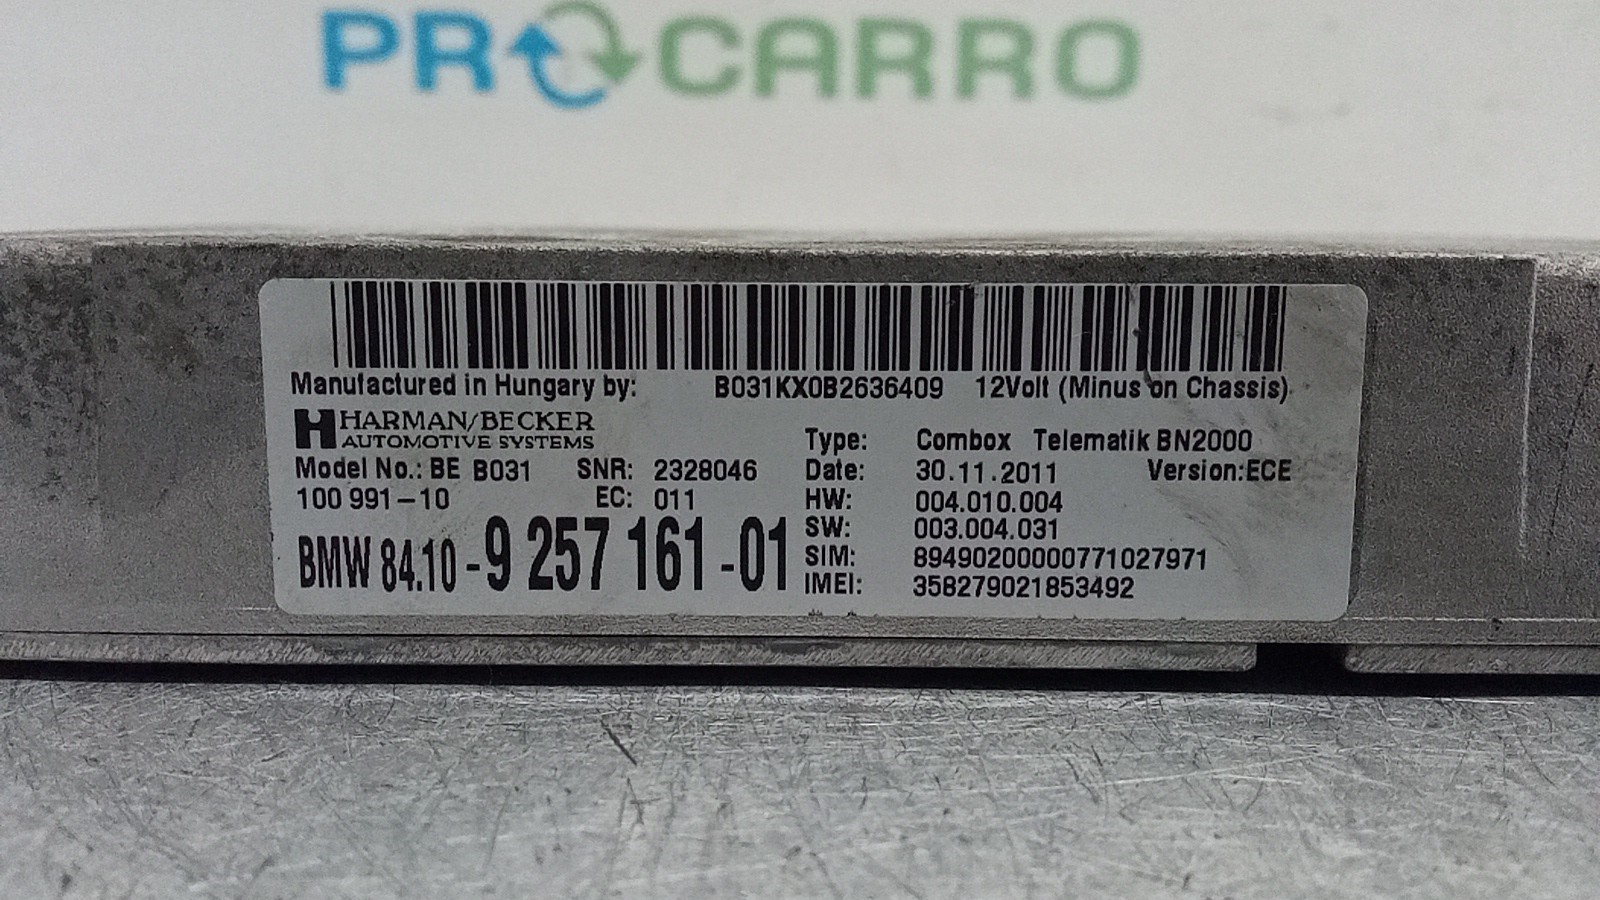 PROCARRO
Manufactured in Hungary by: B031KX0B2636409 12Volt (Minus on Chassis)
HARMAN/BECKER
AUTOMOTIVE SYSTEMS
Type: Combox Telematik BN2000
Model No.: BE B031 SNR: 2328046 Date: 30.11.2011 Version:ECE
100 991-10 EC: 011 HW: 004.010.004
SW: 003.004.031
BMW 84.10-9 257 161-01 SIM: 89490200000771027971
IMEI: 358279021853492